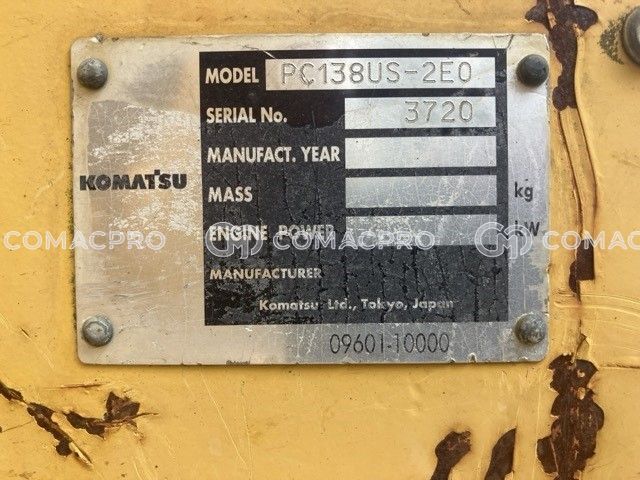 MODEL PC138US-2E0
SERIAL No. 3720
MANUFACT. YEAR
KOMATSU
MASS kg
ENGINE POWER kW
COMACPRO COMACPRO COMACPRO
MANUFACTURER
Komatsu Ltd., Tokyo, Japan
09601-10000